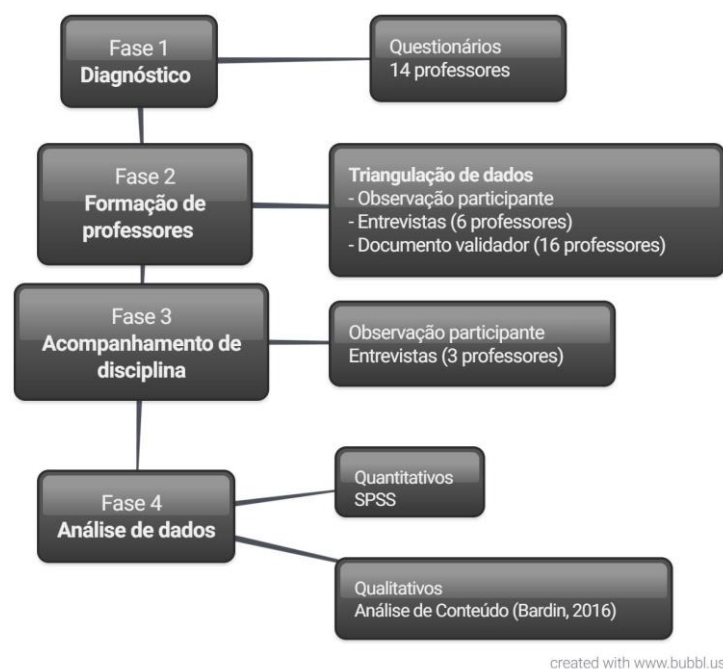 Fase 1
Diagnóstico
Questionários
14 professores
Fase 2
Formação de
professores
Triangulação de dados
- Observação participante
- Entrevistas (6 professores)
- Documento validador (16 professores)
Fase 3
Acompanhamento de
disciplina
Observação participante
Entrevistas (3 professores)
Fase 4
Análise de dados
Quantitativos
SPSS
Qualitativos
Análise de Conteúdo (Bardin, 2016)
created with www.bubbl.us